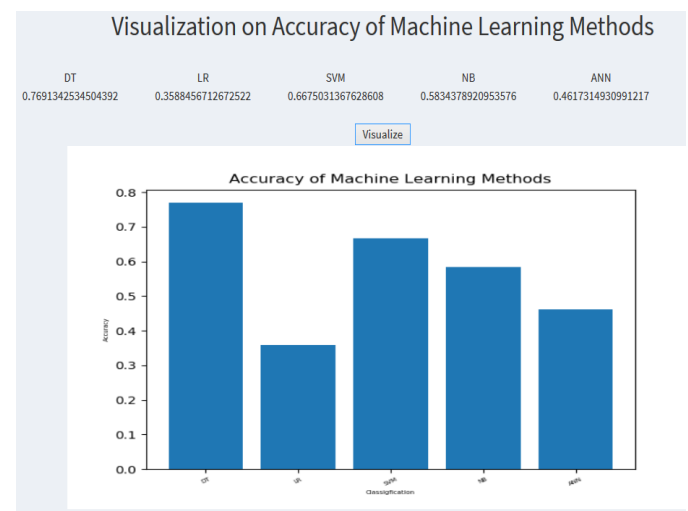 Visualization on Accuracy of Machine Learning Methods
DT LR SVM NB ANN
0.7691342534504392 0.3588456712672522 0.6675031367628608 0.5834378920953576 0.4617314930991217
Visualize
Accuracy of Machine Learning Methods
0.8
0.7
0.6
0.5
0.4
0.3
0.2
0.1
0.0
Accuracy
DT LR SVM NB ANN
Classigification